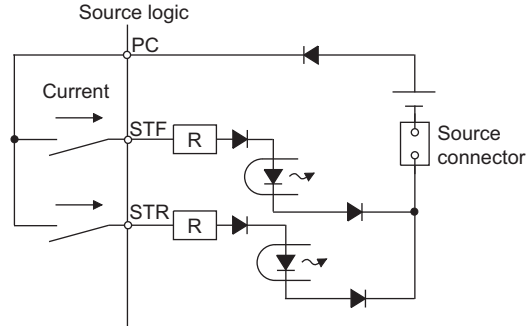 Source logic
PC
Current
STF
R
Source
connector
STR
R